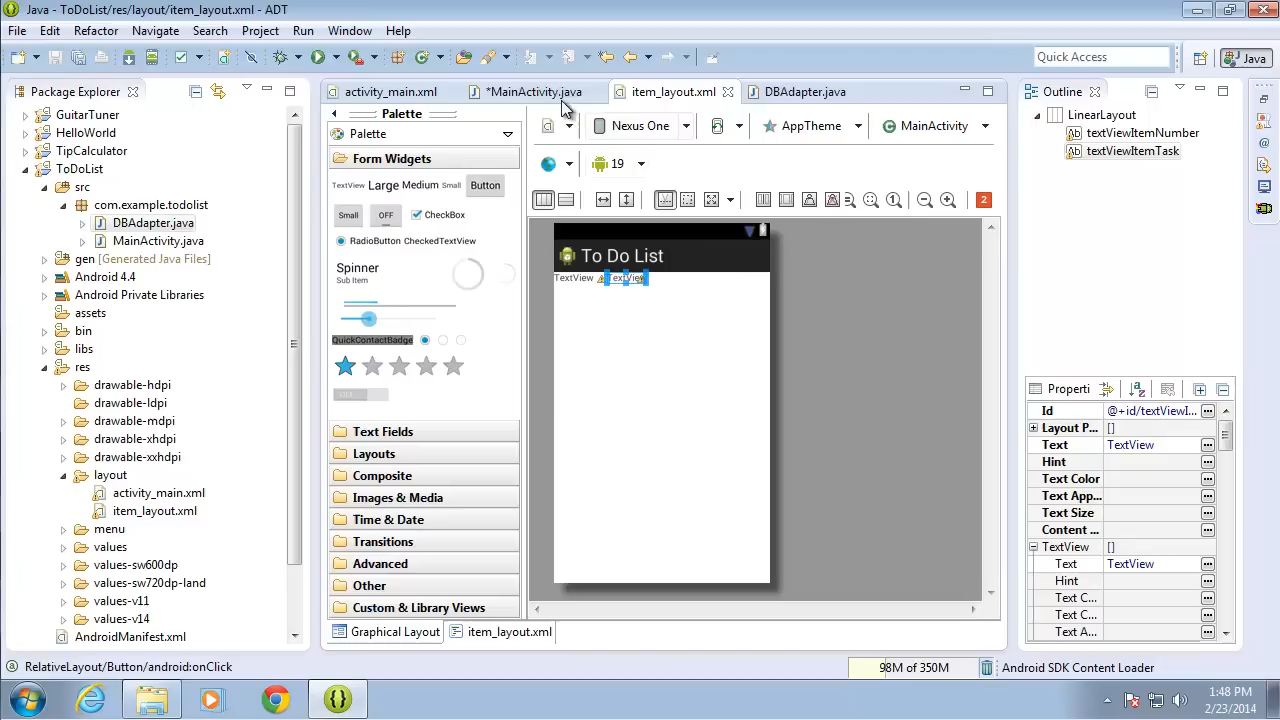 Java - ToDoList/res/layout/item_layout.xml - ADT
File Edit Refactor Navigate Search Project Run Window Help
Quick Access
Java
Package Explorer
GuitarTuner
HelloWorld
TipCalculator
ToDoList
src
com.example.todolist
DBAdapter.java
MainActivity.java
gen [Generated Java Files]
Android 4.4
Android Private Libraries
assets
bin
libs
res
drawable-hdpi
drawable-ldpi
drawable-mdpi
drawable-xhdpi
drawable-xxhdpi
layout
activity_main.xml
item_layout.xml
menu
values
values-sw600dp
values-sw720dp-land
values-v11
values-v14
AndroidManifest.xml
activity_main.xml *MainActivity.java item_layout.xml DBAdapter.java
Palette
Palette
Form Widgets
TextView Large Medium Small Button
Small OFF CheckBox
RadioButton CheckedTextView
Spinner
Sub Item
QuickContactBadge
OFF
Text Fields
Layouts
Composite
Images & Media
Time & Date
Transitions
Advanced
Other
Custom & Library Views
Graphical Layout item_layout.xml
Nexus One AppTheme MainActivity
19
1
2
To Do List
TextView TextView
Outline
LinearLayout
textViewItemNumber
textViewItemTask
Properti
Id @+id/textViewI...
Layout P... []
Text TextView
Hint
Text Color
Text App...
Text Size
Content ...
TextView []
Text TextView
Hint
Text C...
Text C...
Text A...
RelativeLayout/Button/android:onClick
98M of 350M
Android SDK Content Loader
1:48 PM
2/23/2014